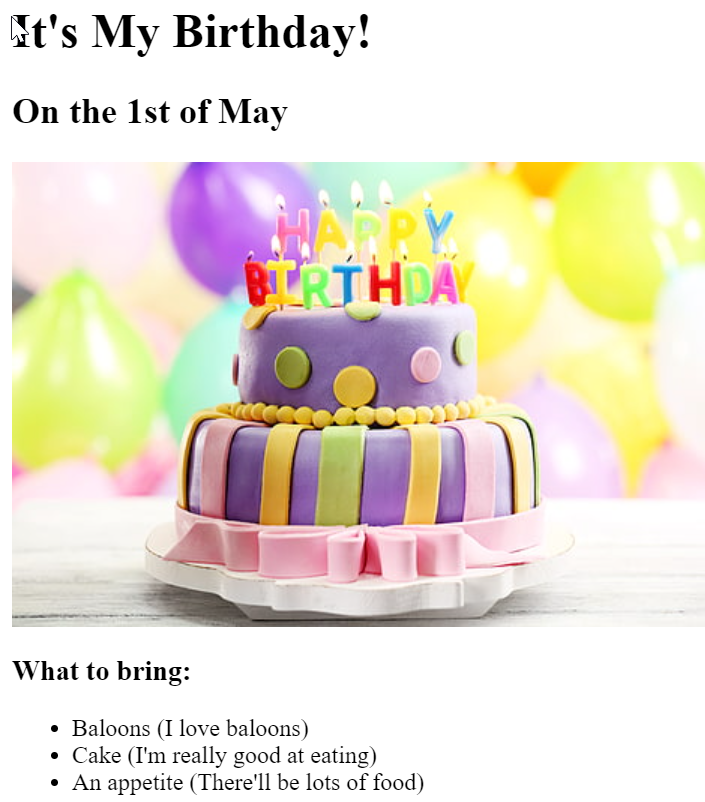 It's My Birthday!
On the 1st of May
HAPPY
BIRTHDAY
What to bring:
Baloons (I love baloons)
Cake (I'm really good at eating)
An appetite (There'll be lots of food)